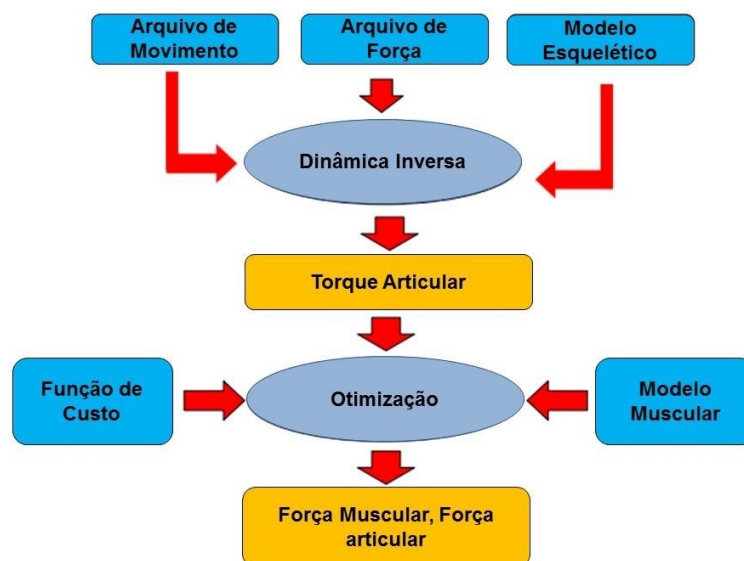 Arquivo de
Movimento
Arquivo de
Força
Modelo
Esquelético
Dinâmica Inversa
Torque Articular
Função de
Custo
Otimização
Modelo
Muscular
Força Muscular, Força
articular